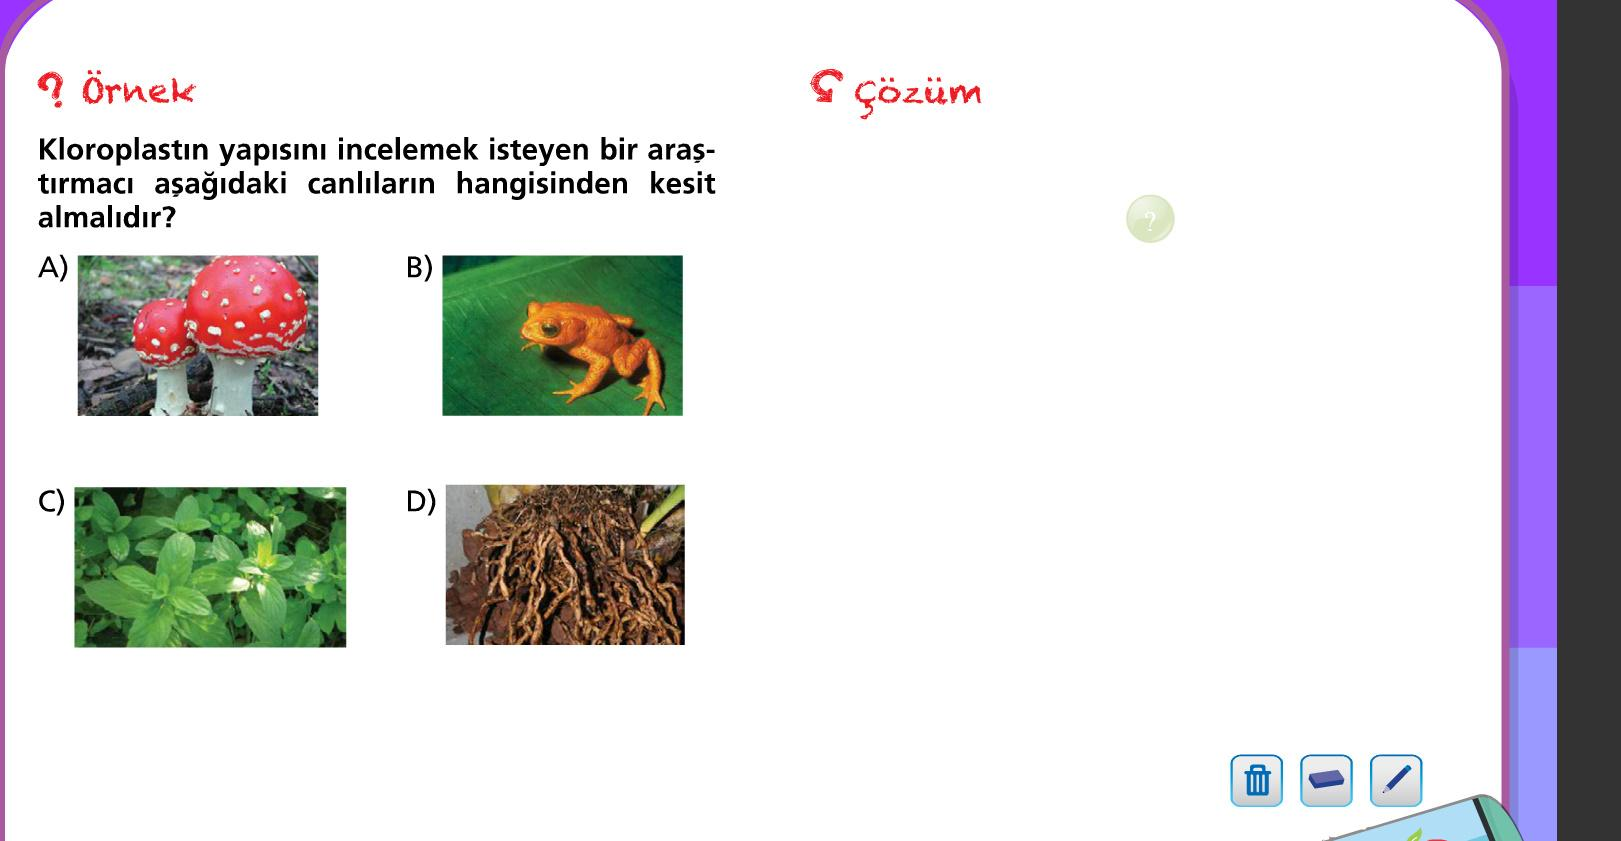 ? Örnek
Kloroplastın yapısını incelemek isteyen bir araş-
tırmacı aşağıdaki canlıların hangisinden kesit
almalıdır?
A)
B)
C)
D)
Çözüm
?